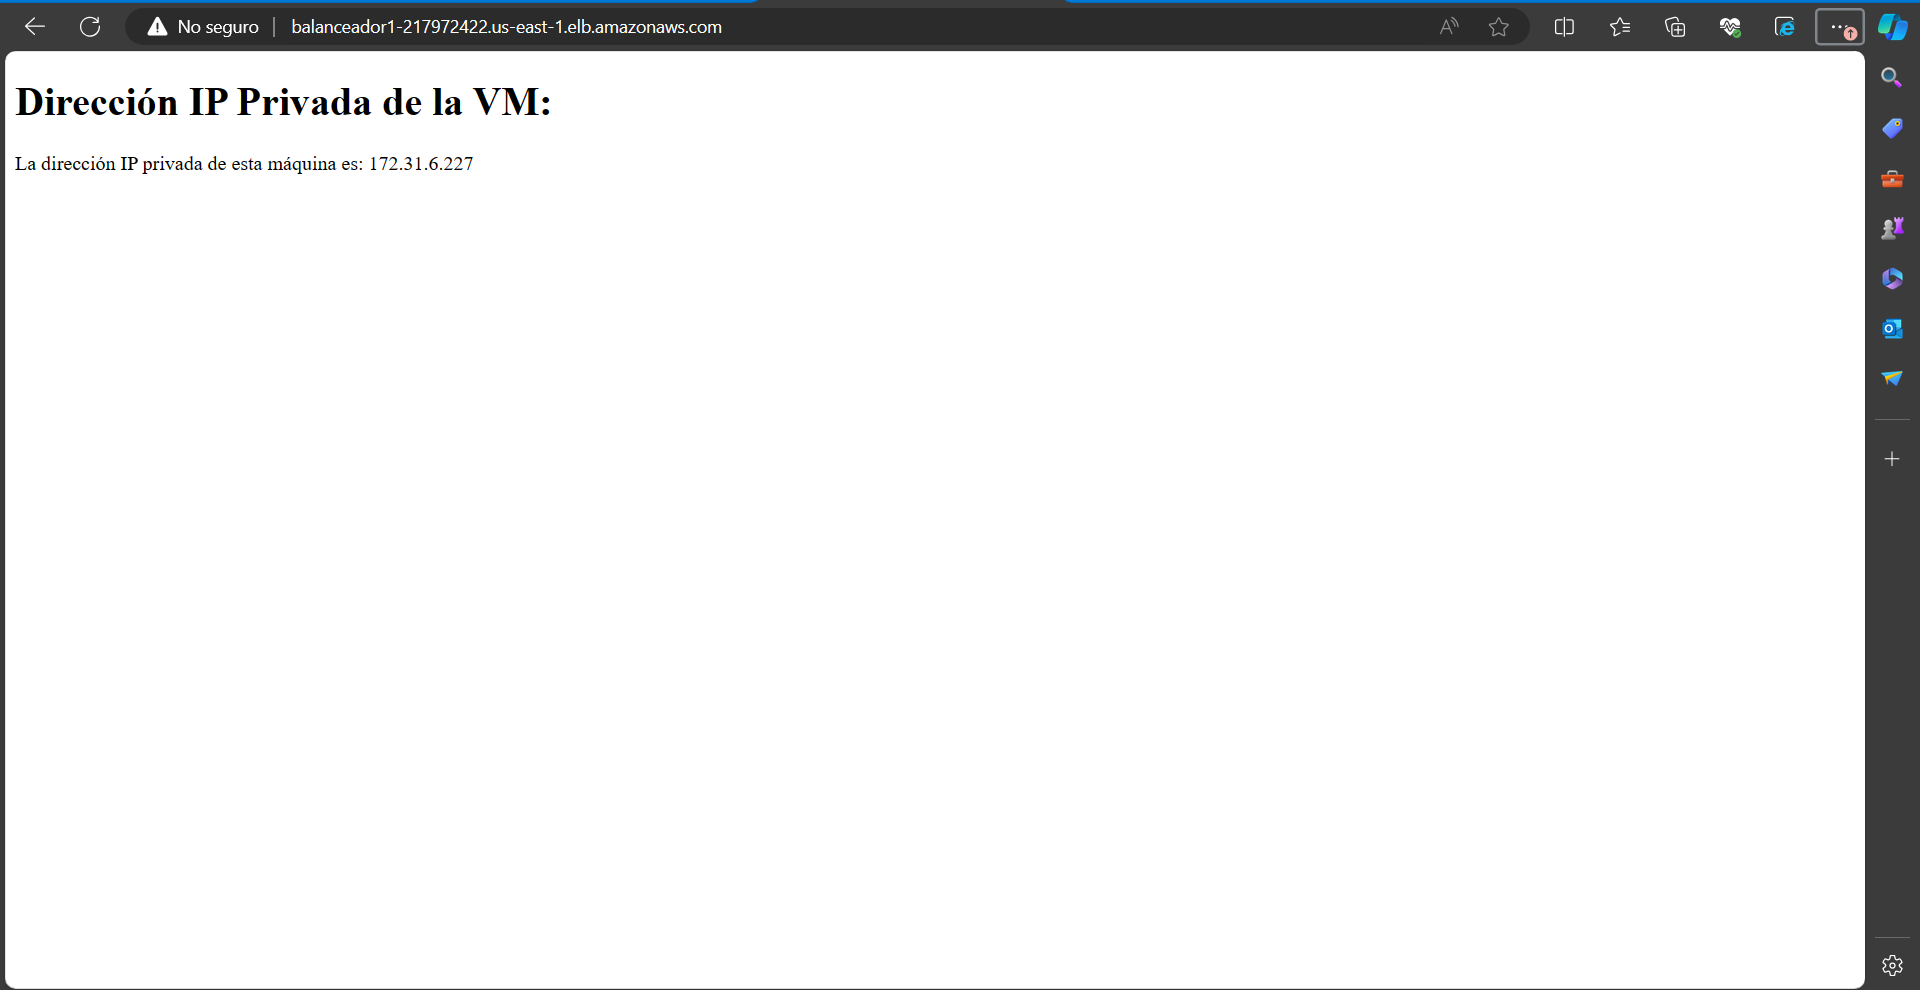 No seguro | balanceador1-217972422.us-east-1.elb.amazonaws.com
Dirección IP Privada de la VM:
La dirección IP privada de esta máquina es: 172.31.6.227